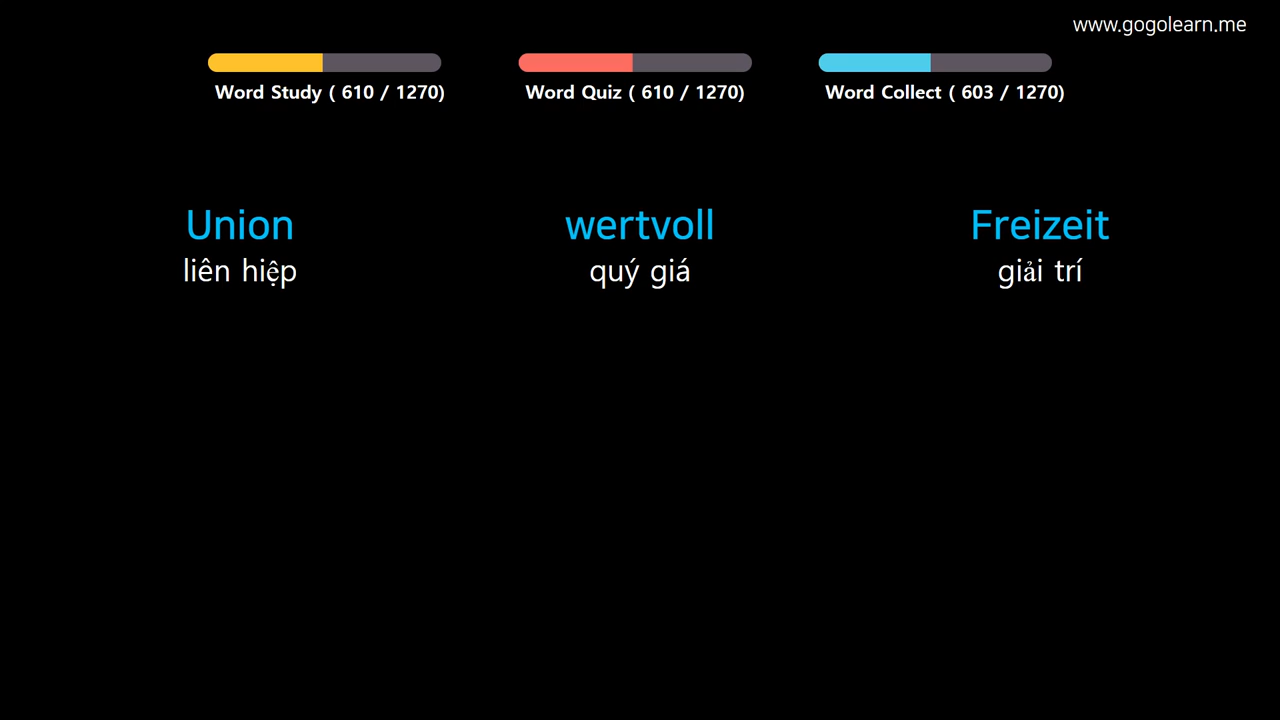 www.gogolearn.me
Word Study ( 610 / 1270)
Word Quiz ( 610 / 1270)
Word Collect ( 603 / 1270)
Union
liên hiệp
wertvoll
quý giá
Freizeit
giải trí